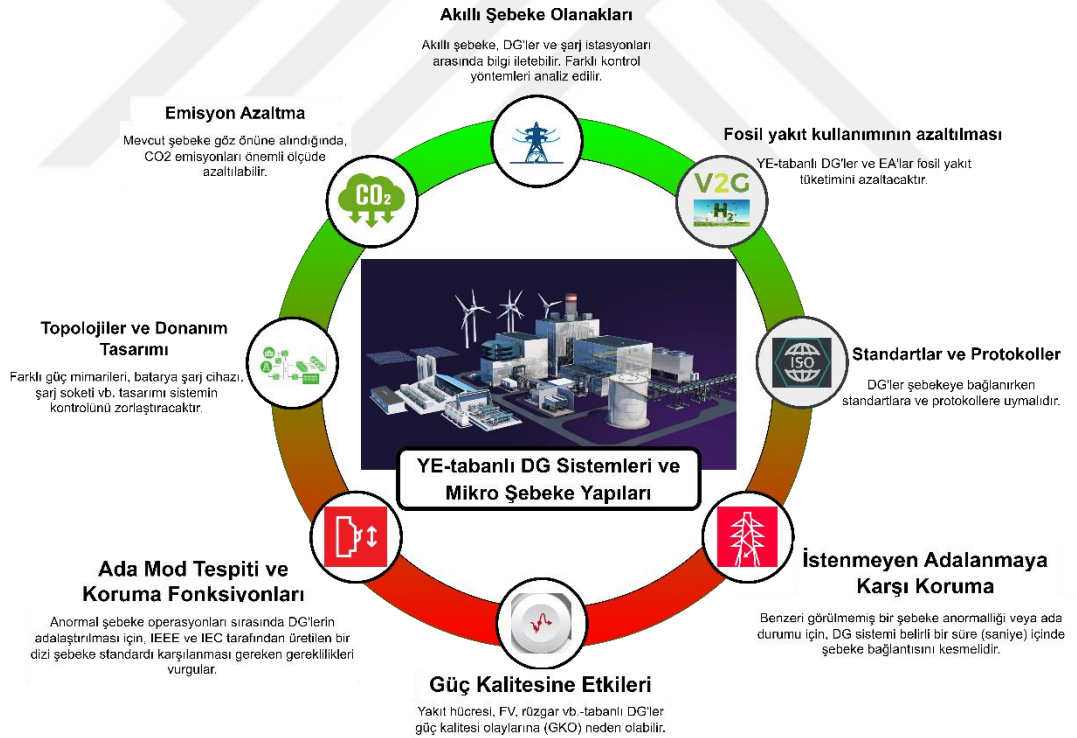 Akıllı Şebeke Olanakları
Akıllı şebeke, DG'ler ve şarj istasyonları
arasında bilgi iletebilir. Farklı kontrol
yöntemleri analiz edilir.
Emisyon Azaltma
Mevcut şebeke göz önüne alındığında,
CO2 emisyonları önemli ölçüde
azaltılabilir.
CO₂
Fosil yakıt kullanımının azaltılması
YE-tabanlı DG'ler ve EA'lar fosil yakıt
tüketimini azaltacaktır.
V2G
H₂
Topolojiler ve Donanım
Tasarımı
Farklı güç mimarileri, batarya şarj cihazı,
şarj soketi vb. tasarımı sistemin
kontrolünü zorlaştıracaktır.
ISO
Standartlar ve Protokoller
DG'ler şebekeye bağlanırken
standartlara ve protokollere uymalıdır.
YE-tabanlı DG Sistemleri ve
Mikro Şebeke Yapıları
Ada Mod Tespiti ve
Koruma Fonksivonları
Anormal şebeke operasyonları sırasında DG'lerin
adalaştırılması için, IEEE ve IEC tarafından üretilen bir
dizi şebeke standardı karşılanması gereken gereklilikleri
vurgular.
İstenmeyen Adalanmaya
Karşı Koruma
Benzeri görülmemiş bir şebeke anormalliği veya ada
durumu için, DG sistemi belirli bir süre (saniye) içinde
şebeke bağlantısını kesmelidir.
Güç Kalitesine Etkileri
Yakıt hücresi, FV, rüzgar vb.-tabanlı DG'ler
güç kalitesi olaylarına (GKO) neden olabilir.